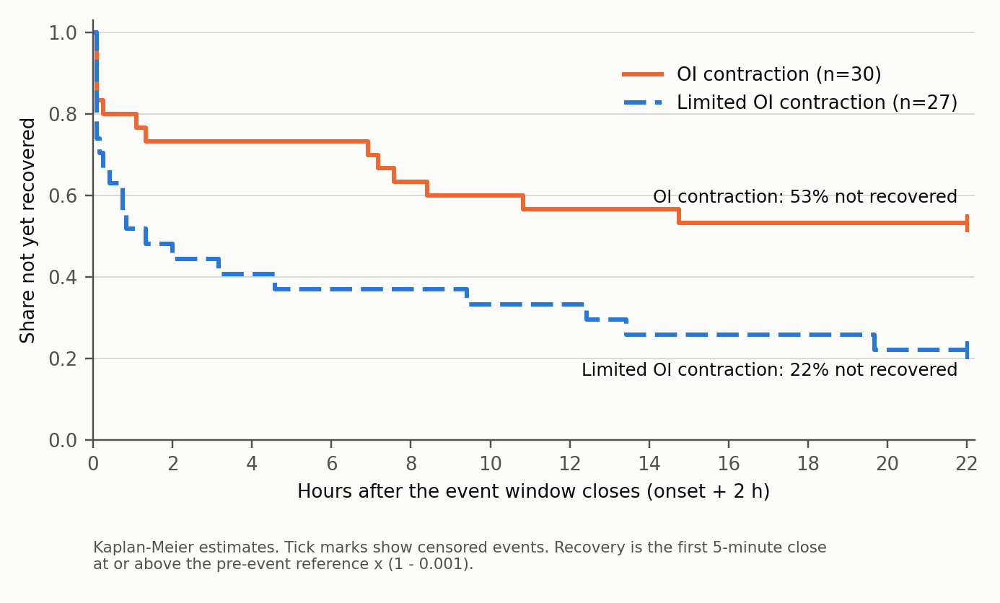 1.0
0.8
0.6
0.4
0.2
0.0
Share not yet recovered
OI contraction (n=30)
Limited OI contraction (n=27)
OI contraction: 53% not recovered
Limited OI contraction: 22% not recovered
0 2 4 6 8 10 12 14 16 18 20 22
Hours after the event window closes (onset + 2 h)
Kaplan-Meier estimates. Tick marks show censored events. Recovery is the first 5-minute close
at or above the pre-event reference x (1 - 0.001).